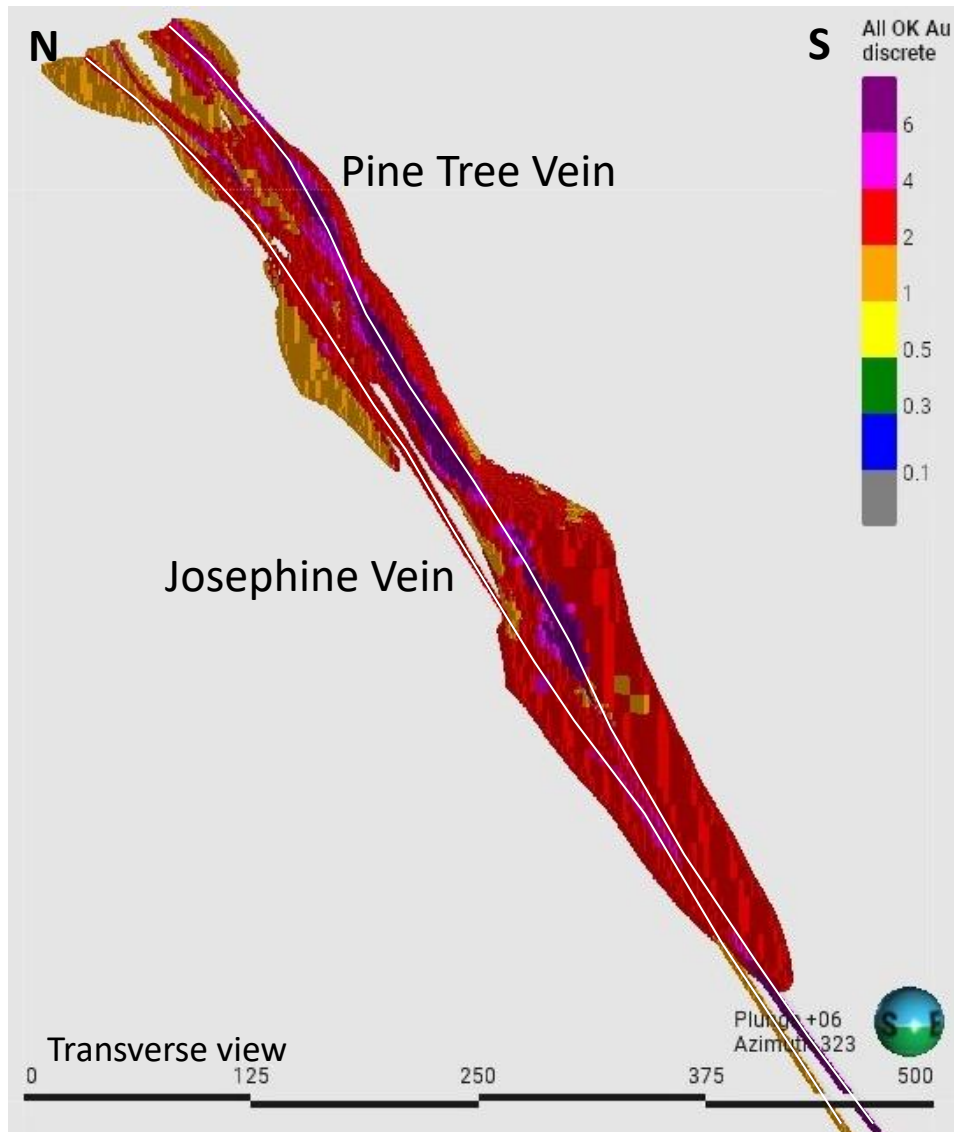 N
S
All OK Au
discrete
6
4
2
1
0.5
0.3
0.1
Pine Tree Vein
Josephine Vein
Plunge +06
Azimuth 323
S E
Transverse view
0 125 250 375 500